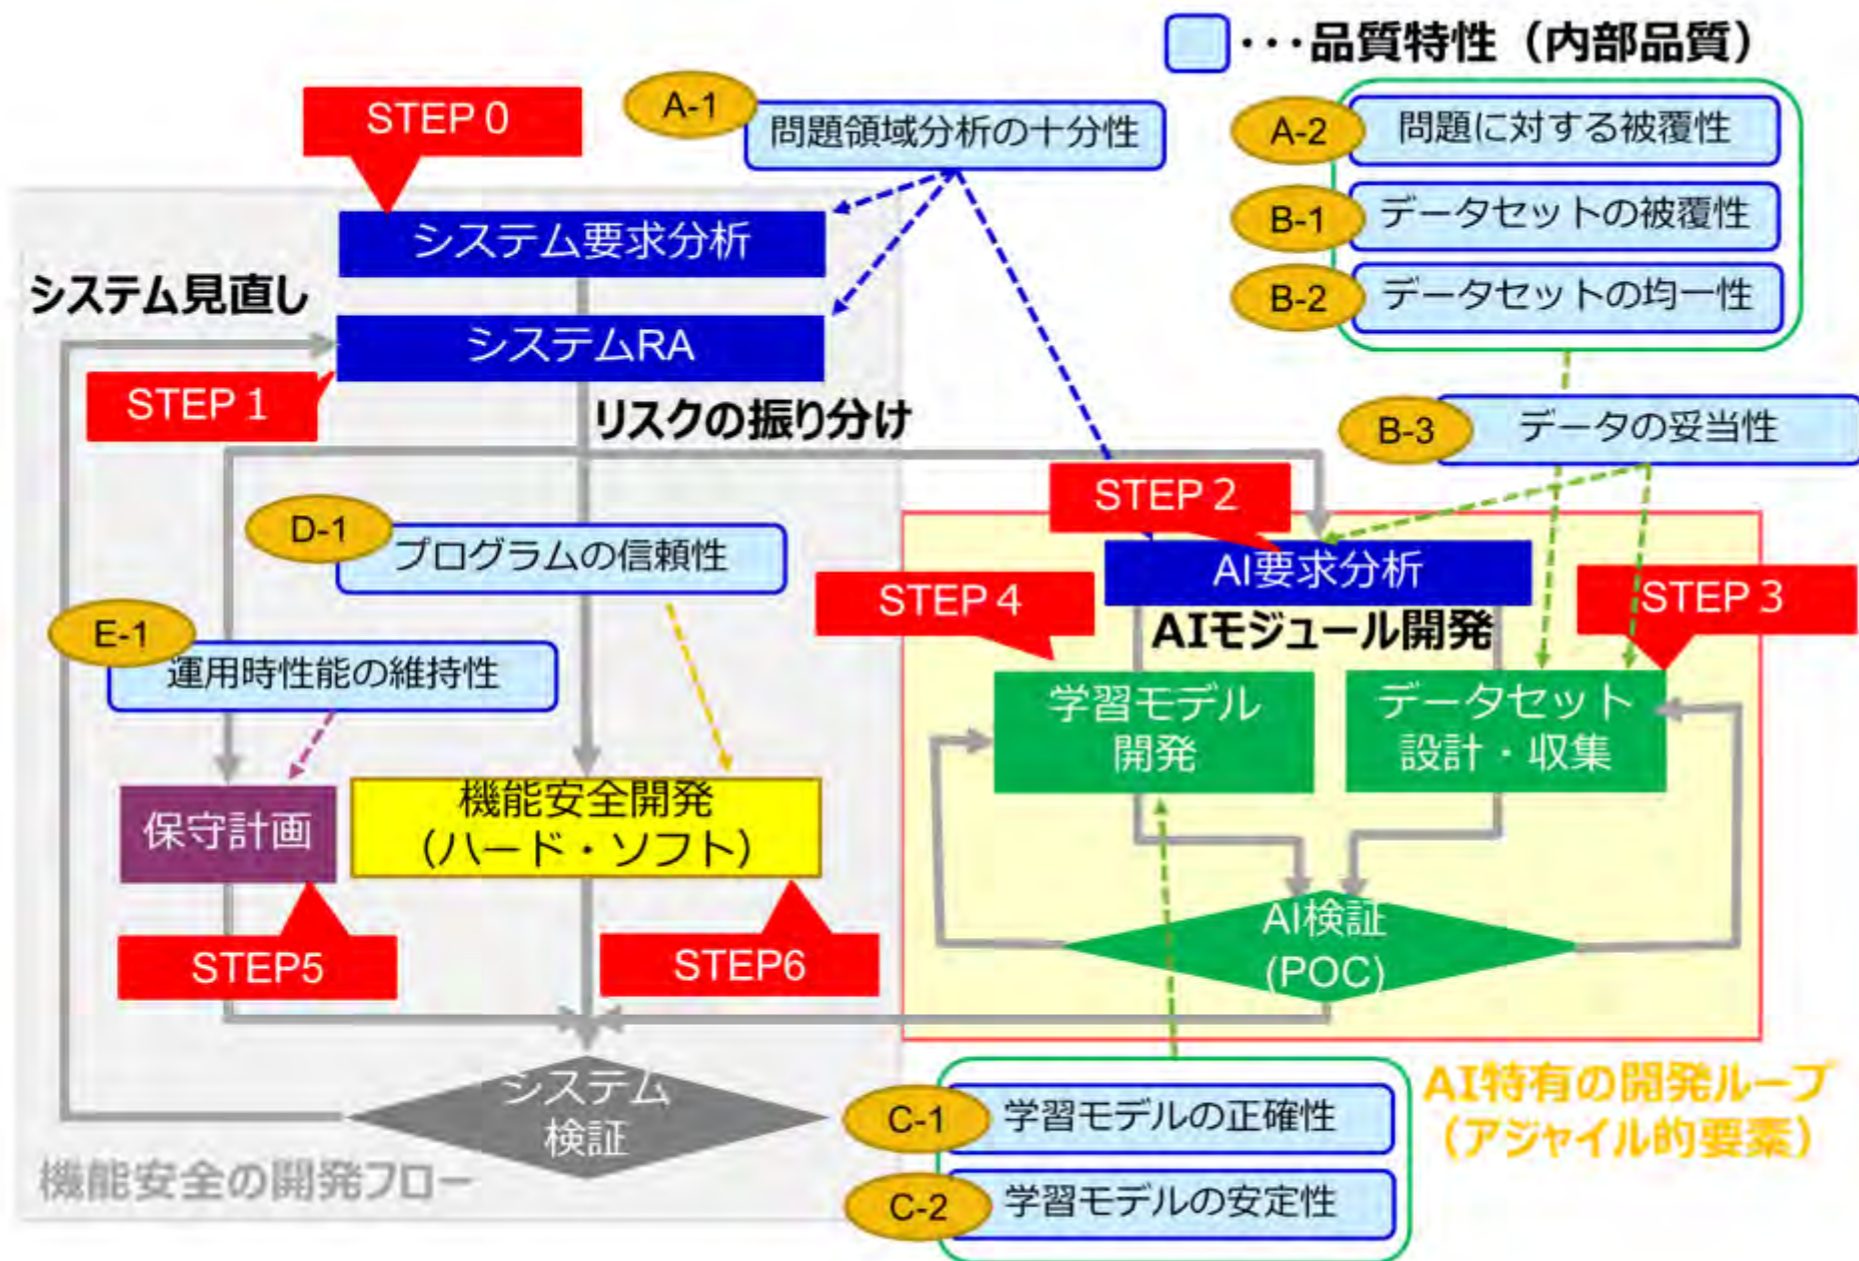 ・・・品質特性（内部品質）
STEP 0
A-1
問題領域分析の十分性
A-2
問題に対する被覆性
B-1
データセットの被覆性
B-2
データセットの均一性
システム要求分析
システム見直し
システムRA
STEP 1
リスクの振り分け
B-3
データの妥当性
STEP 2
D-1
プログラムの信頼性
AI要求分析
STEP 4
STEP 3
AIモジュール開発
E-1
運用時性能の維持性
学習モデル
開発
データセット
設計・収集
保守計画
機能安全開発
（ハード・ソフト）
AI検証
(POC)
STEP5
STEP6
システム
検証
機能安全の開発フロー
C-1
学習モデルの正確性
C-2
学習モデルの安定性
AI特有の開発ループ
（アジャイル的要素）